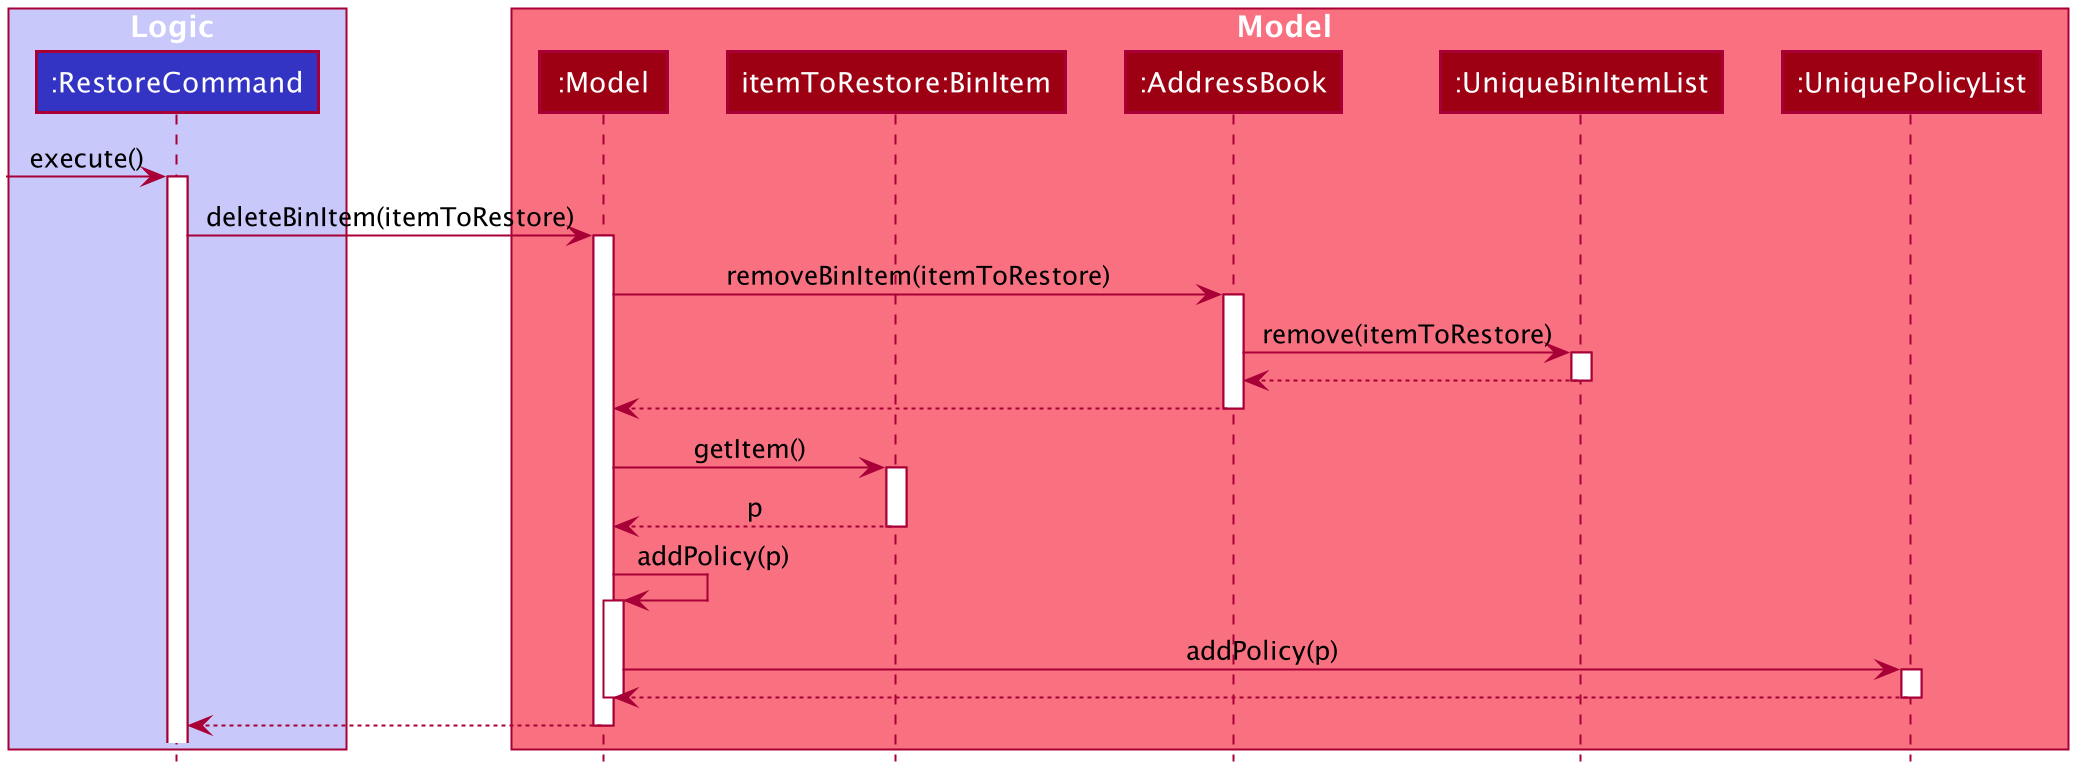 Logic
Model
:RestoreCommand
:Model
itemToRestore:BinItem
:AddressBook
:UniqueBinItemList
:UniquePolicyList
execute()
deleteBinItem(itemToRestore)
removeBinItem(itemToRestore)
remove(itemToRestore)
getItem()
p
addPolicy(p)
addPolicy(p)